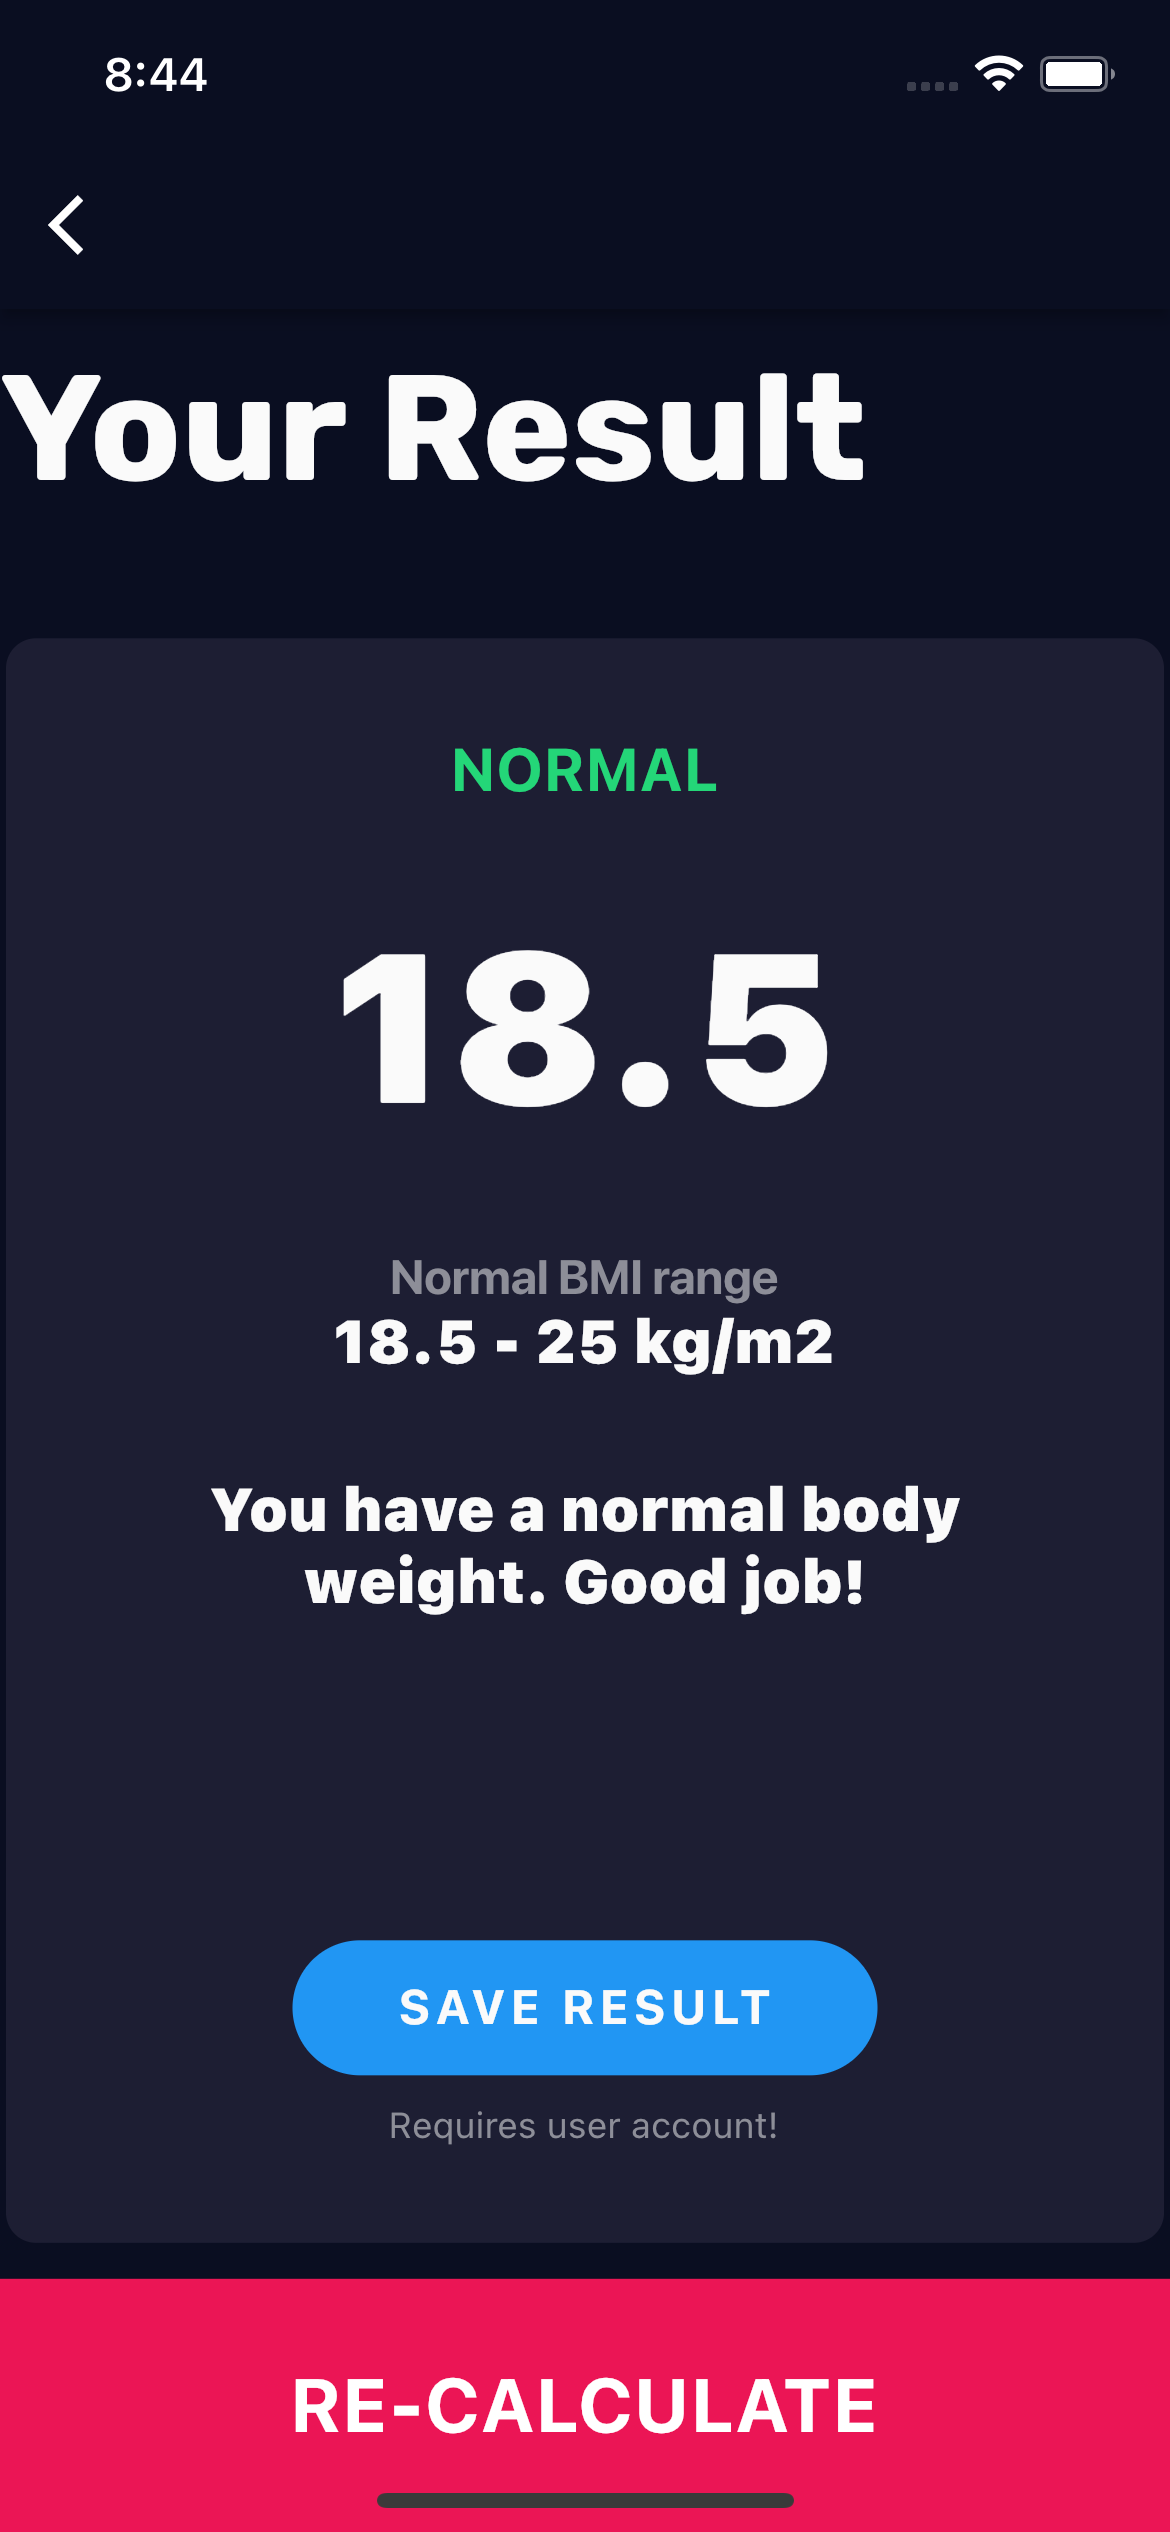 8:44
Your Result
NORMAL
18.5
Normal BMI range
18.5 - 25 kg/m2
You have a normal body
weight. Good job!
SAVE RESULT
Requires user account!
RE-CALCULATE